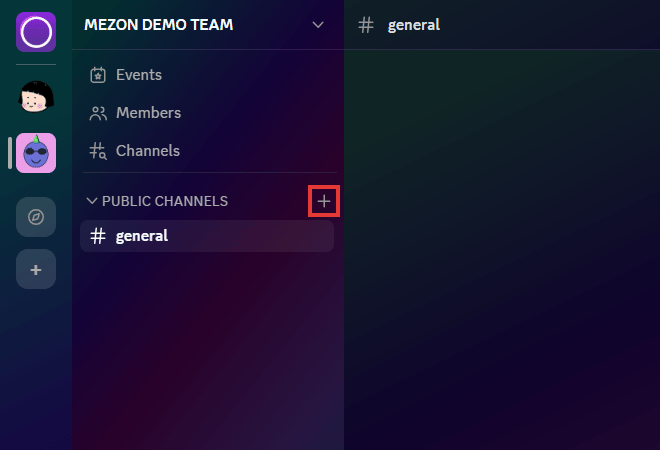 MEZON DEMO TEAM
general
Events
Members
Channels
PUBLIC CHANNELS
general